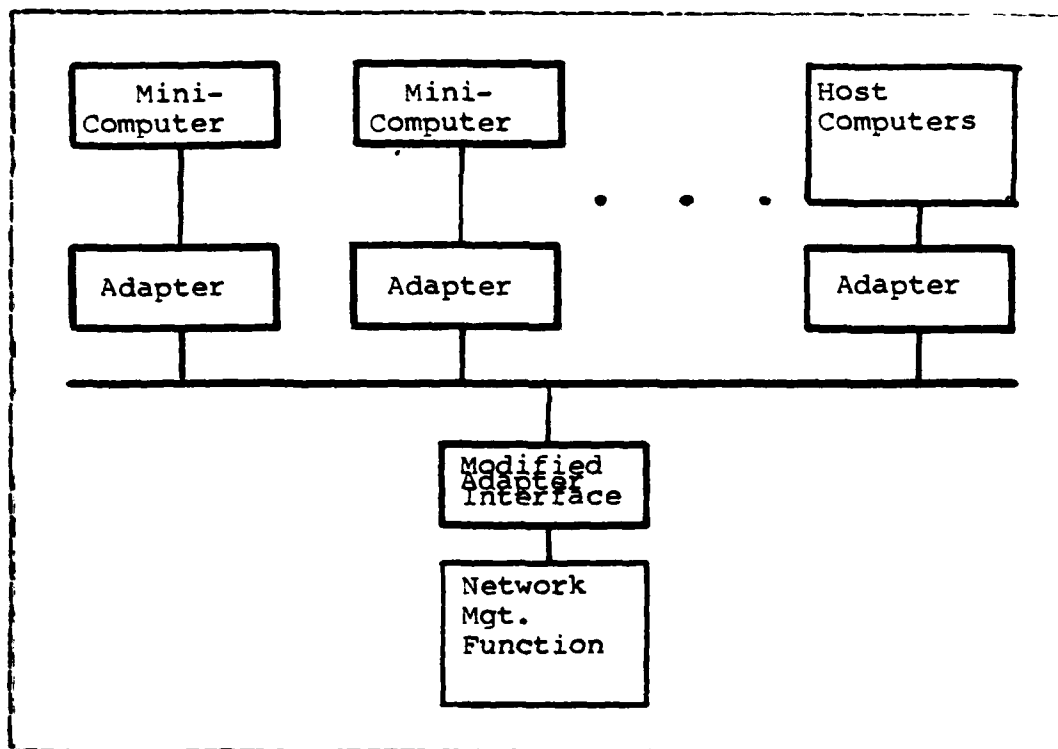 Mini-
Computer
Mini-
Computer
Host
Computers
Adapter
Adapter
Adapter
Modified
Adapter
Interface
Network
Mgt.
Function